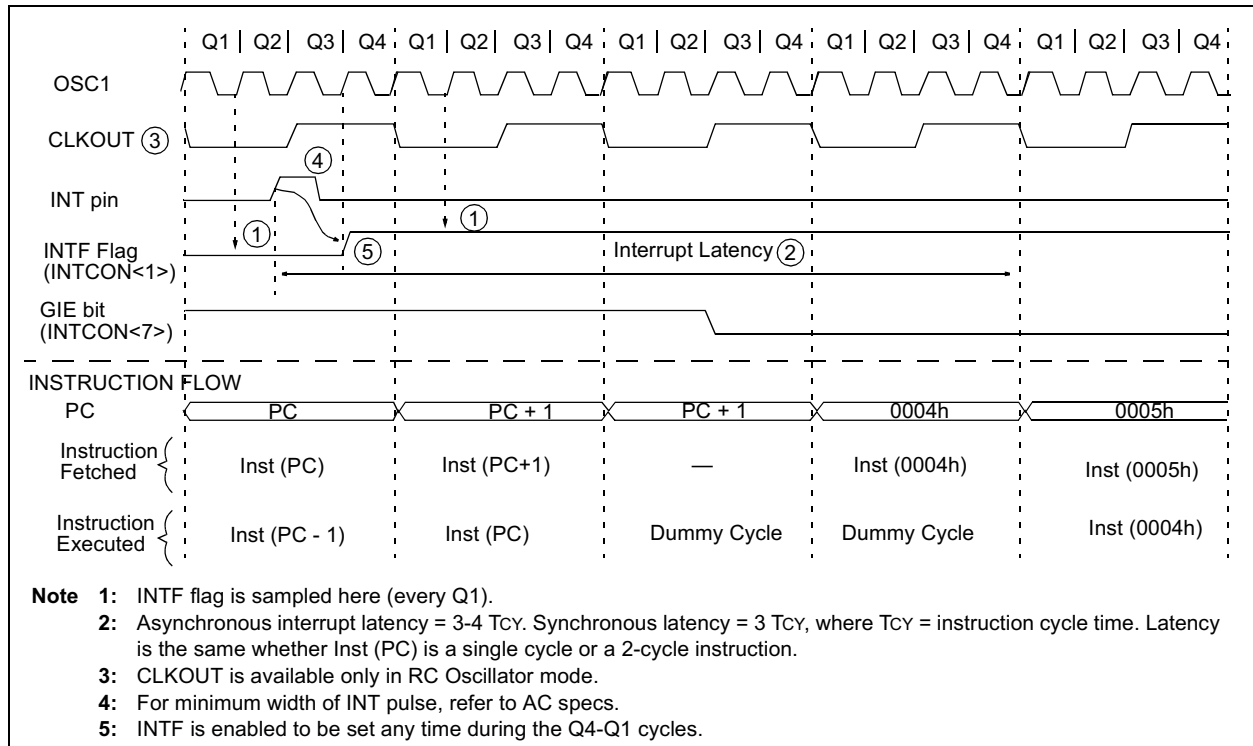 Q1 | Q2 | Q3 | Q4 Q1 | Q2 | Q3 | Q4 Q1 | Q2 | Q3 | Q4 Q1 | Q2 | Q3 | Q4 Q1 | Q2 | Q3 | Q4
OSC1
CLKOUT 3
4
INT pin
1
1
INTF Flag
(INTCON<1>)
5
Interrupt Latency 2
GIE bit
(INTCON<7>)
INSTRUCTION FLOW
PC PC PC + 1 PC + 1 0004h 0005h
Instruction
Fetched
Inst (PC) Inst (PC+1) — Inst (0004h) Inst (0005h)
Instruction
Executed
Inst (PC - 1) Inst (PC) Dummy Cycle Dummy Cycle Inst (0004h)
Note 1: INTF flag is sampled here (every Q1).
2: Asynchronous interrupt latency = 3-4 TCY. Synchronous latency = 3 TCY, where TCY = instruction cycle time. Latency
is the same whether Inst (PC) is a single cycle or a 2-cycle instruction.
3: CLKOUT is available only in RC Oscillator mode.
4: For minimum width of INT pulse, refer to AC specs.
5: INTF is enabled to be set any time during the Q4-Q1 cycles.